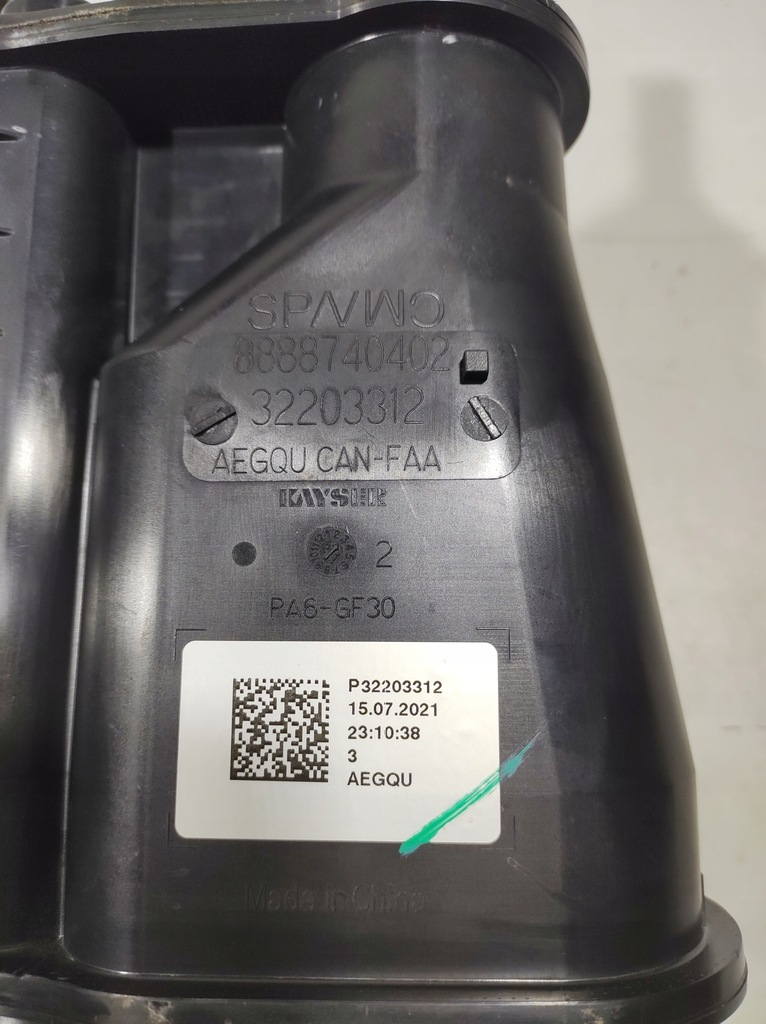 8888740402
32203312
AEGQU CAN-FAA
KAYSER
2
PA6-GF30
P32203312
15.07.2021
23:10:38
3
AEGQU
Made in China